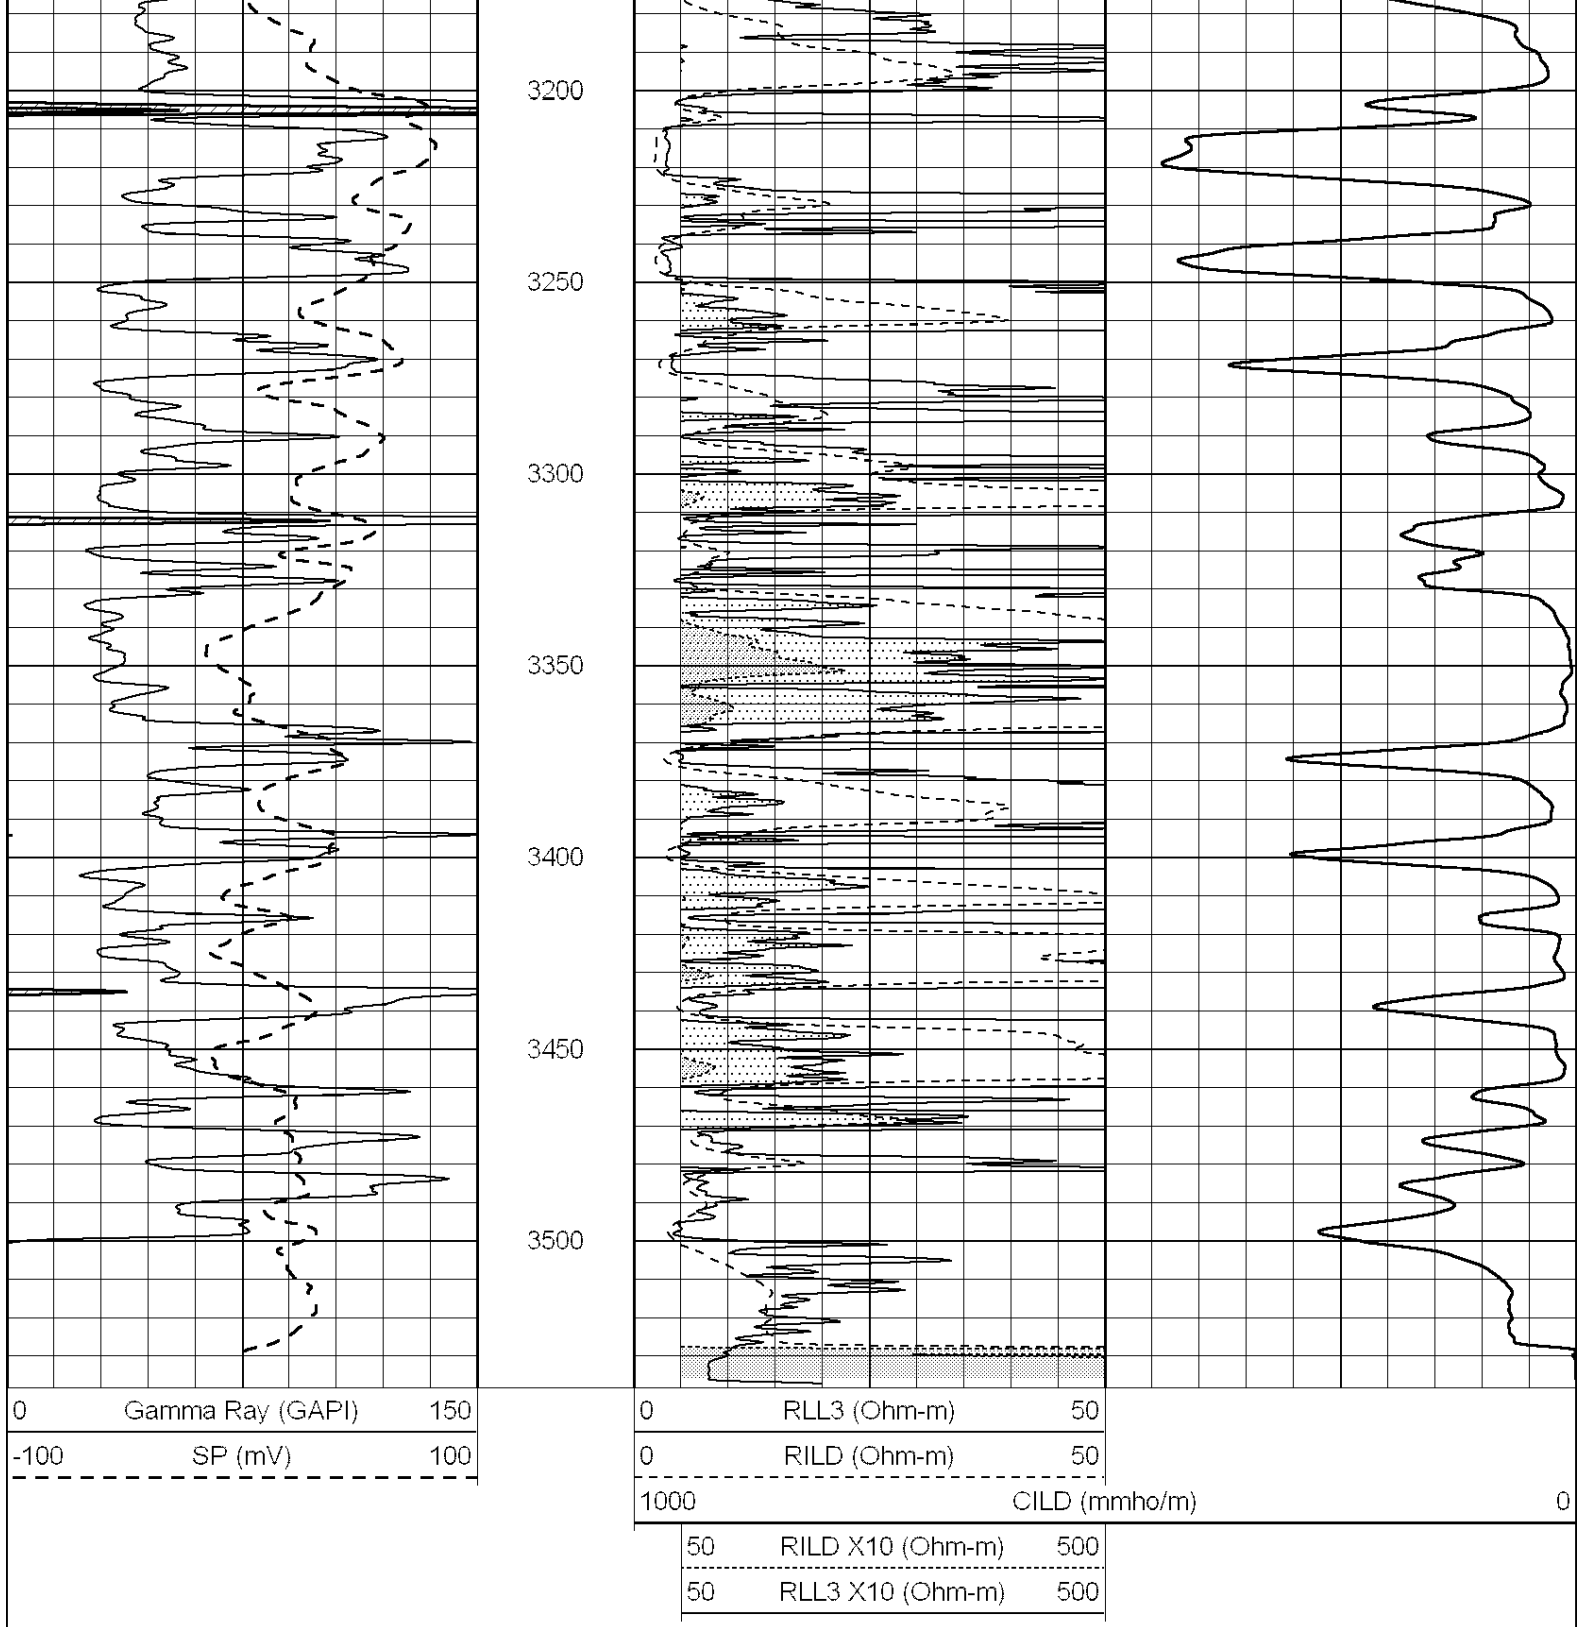 3200
3250
3300
3350
3400
3450
3500
0 Gamma Ray (GAPI) 150
-100 SP (mV) 100
0 RLL3 (Ohm-m) 50
0 RILD (Ohm-m) 50
1000 CILD (mmho/m) 0
50 RILD X10 (Ohm-m) 500
50 RLL3 X10 (Ohm-m) 500